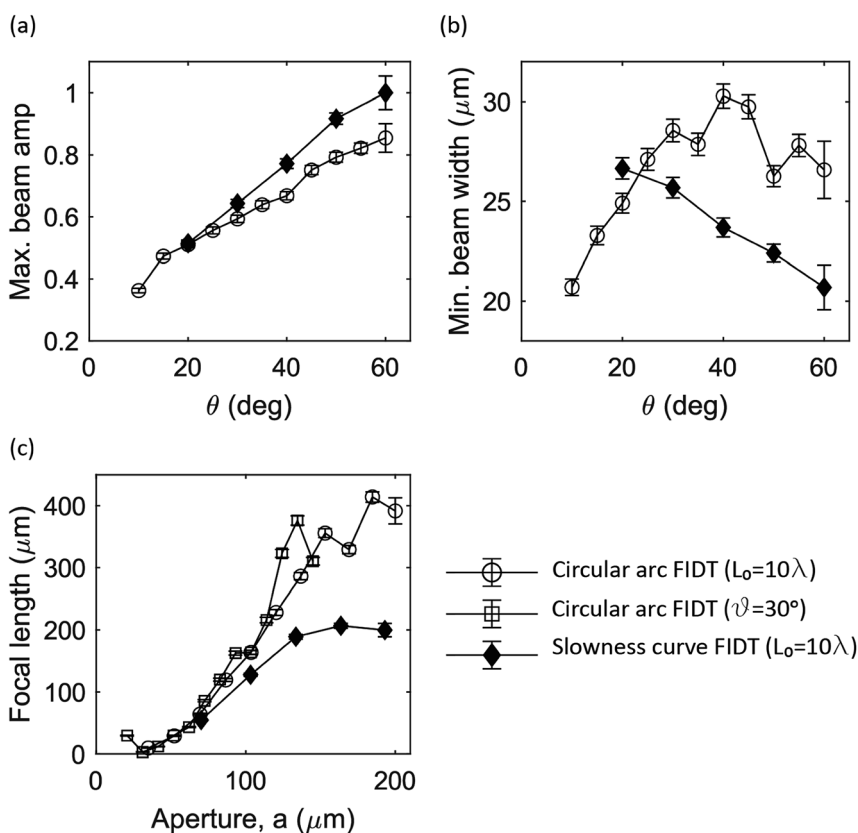 (a)
(b)
Max. beam amp
1
0.8
0.6
0.4
0.2
0
20
40
60
θ (deg)
Min. beam width (μm)
30
25
20
0
20
40
60
θ (deg)
(c)
Focal length (μm)
400
300
200
100
0
0
100
200
Aperture, a (μm)
Circular arc FIDT (L₀=10λ)
Circular arc FIDT (ϑ=30°)
Slowness curve FIDT (L₀=10λ)